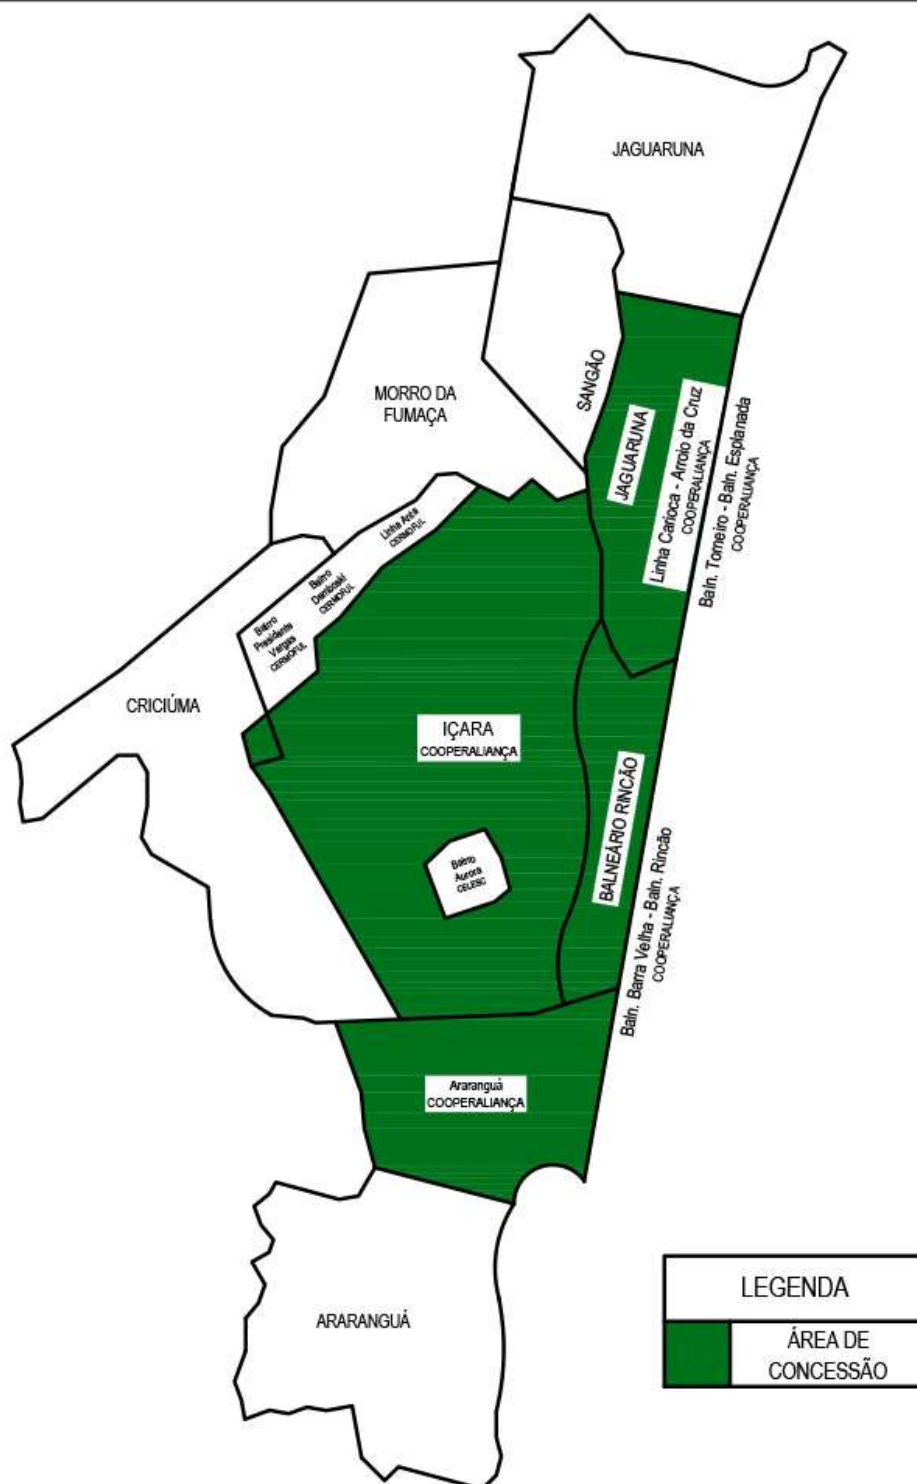 JAGUARUNA
SANGÃO
MORRO DA
FUMAÇA
JAGUARUNA
Linha Carioca - Arroio da Cruz
COOPERALIANÇA
Baln. Torneiro - Baln. Esplanada
COOPERALIANÇA
Linha Anta
CERMOFUL
Bairro
Demboski
CERMOFUL
Bairro
Presidente
Vargas
CERMOFUL
CRICIÚMA
IÇARA
COOPERALIANÇA
BALNEÁRIO RINCÃO
Bairro
Aurora
CELESC
Baln. Barra Velha - Baln. Rincão
COOPERALIANÇA
Araranguá
COOPERALIANÇA
ARARANGUÁ
LEGENDA
ÁREA DE
CONCESSÃO